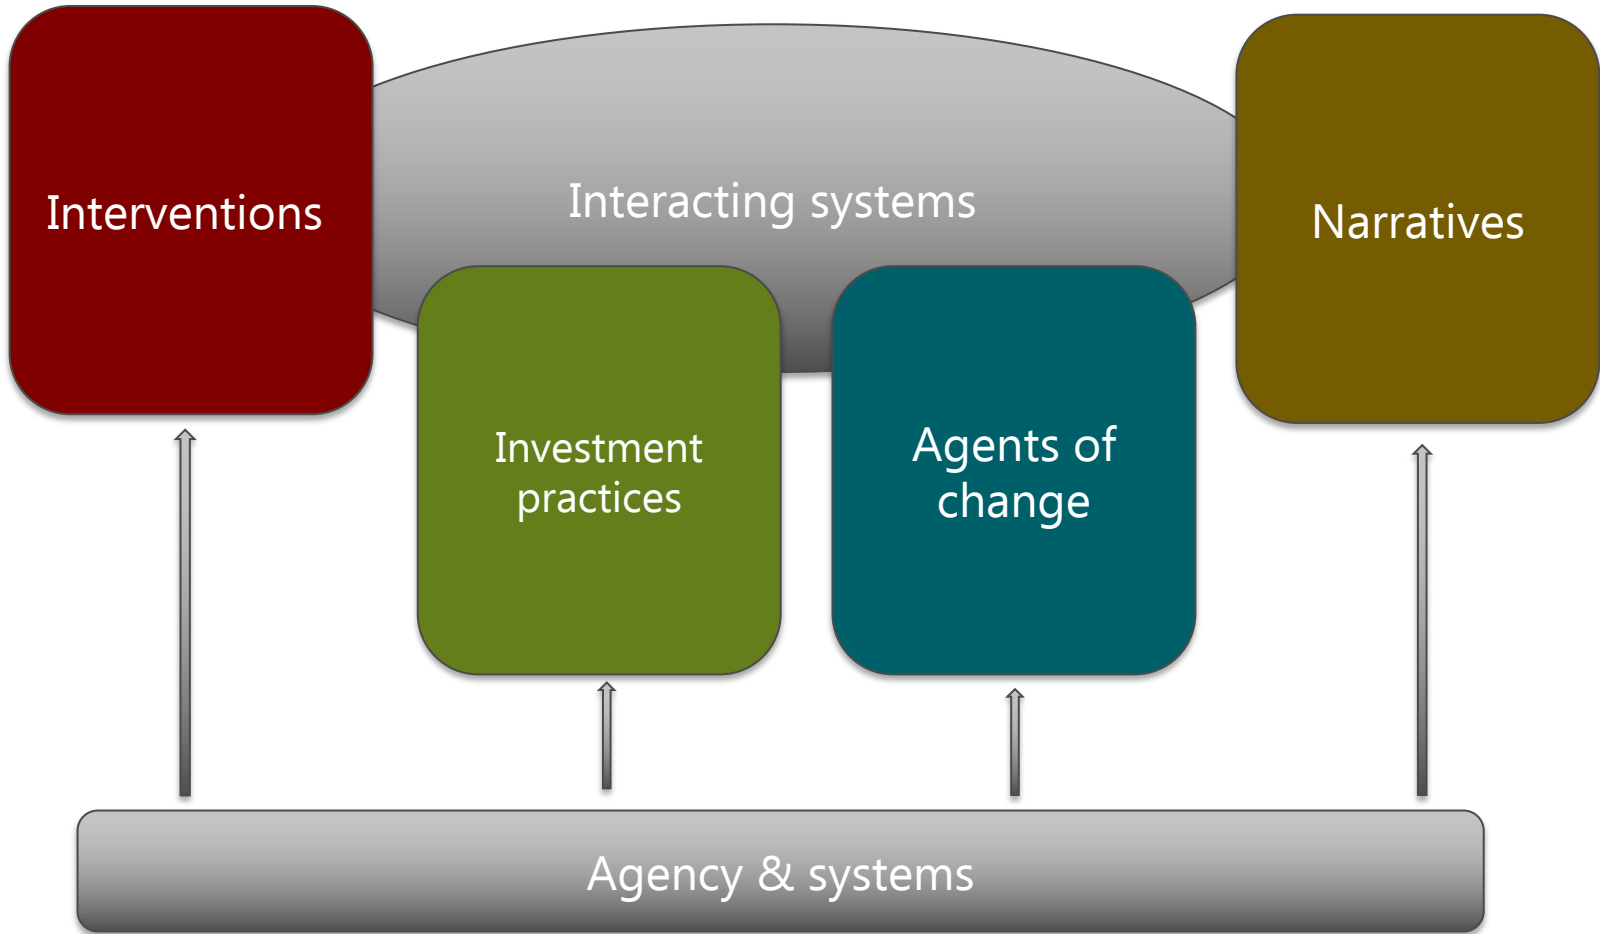 Interventions
Interacting systems
Narratives
Investment
practices
Agents of
change
Agency & systems